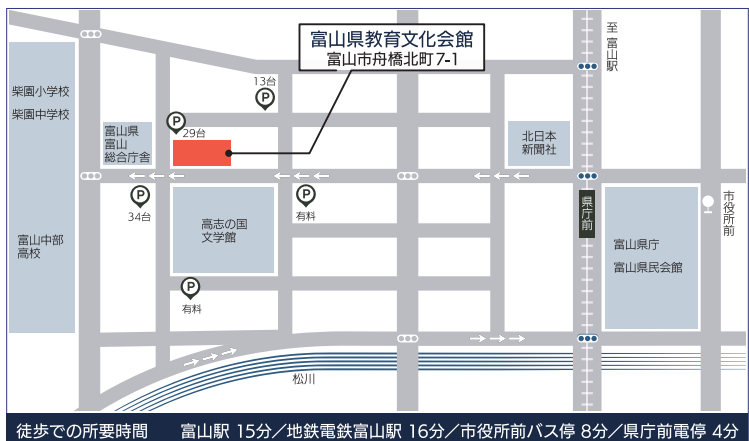 富山県教育文化会館
富山市舟橋北町7-1
至 富山駅
柴園小学校
柴園中学校
13台
P
P
29台
富山県
富山
総合庁舎
北日本
新聞社
P
34台
P
有料
県庁前
市役所前
高志の国
文学館
富山中部
高校
富山県庁
富山県民会館
P
有料
松川
徒歩での所要時間 富山駅 15分／地鉄電鉄富山駅 16分／市役所前バス停 8分／県庁前電停 4分